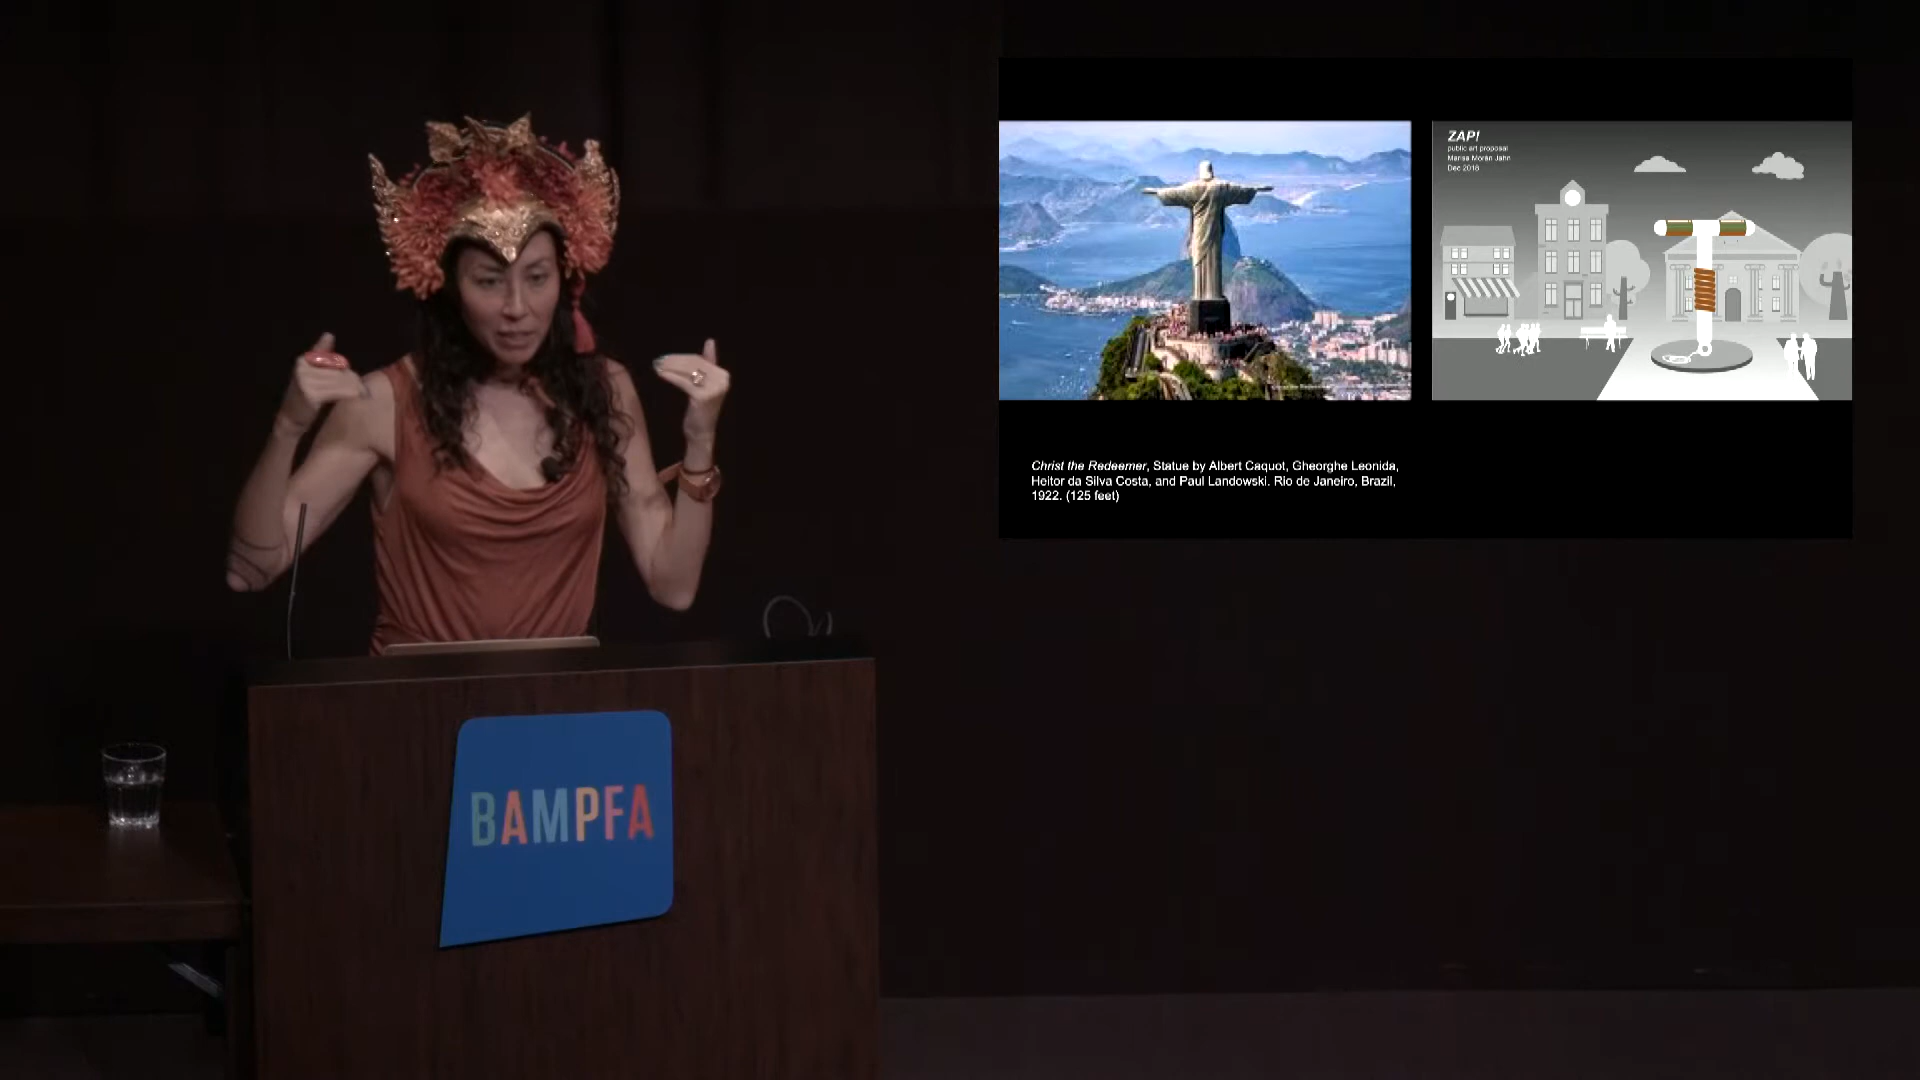 ZAP!
public art proposal
Marisa Morán Jahn
Dec 2018
Christ the Redeemer, Statue by Albert Caquot, Gheorghe Leonida,
Heitor da Silva Costa, and Paul Landowski. Rio de Janeiro, Brazil,
1922. (125 feet)
BAMPFA